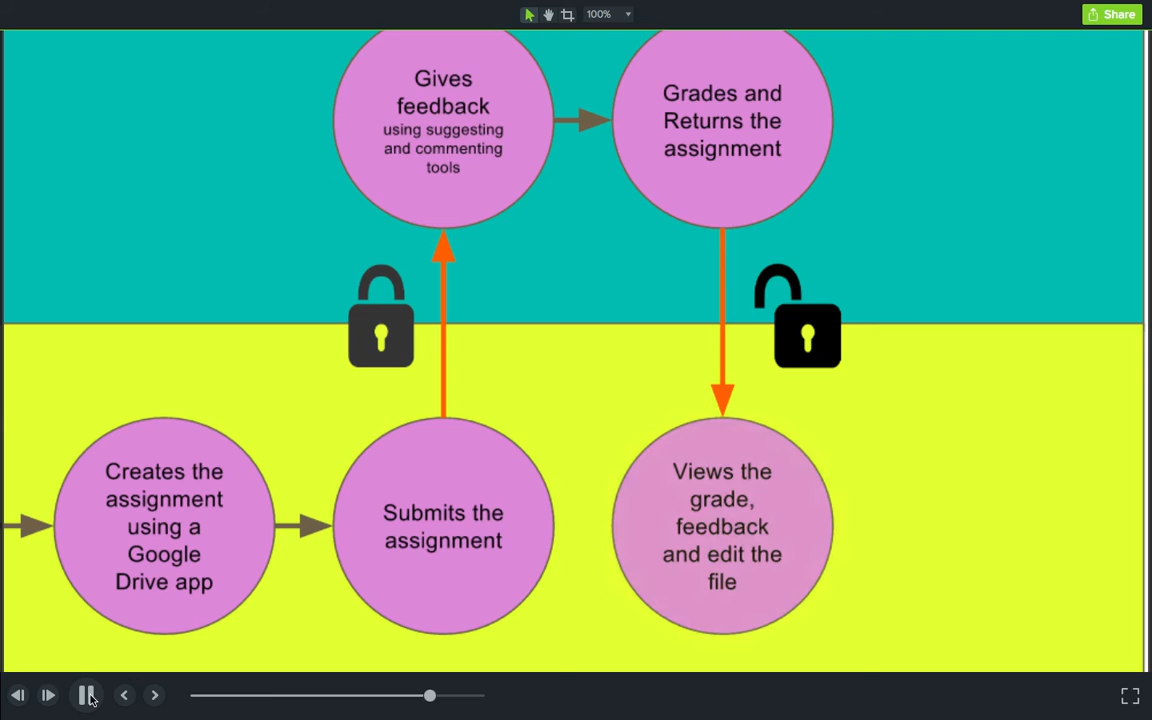 100%
Share
Gives
feedback
using suggesting
and commenting
tools
Grades and
Returns the
assignment
Creates the
assignment
using a
Google
Drive app
Submits the
assignment
Views the
grade,
feedback
and edit the
file